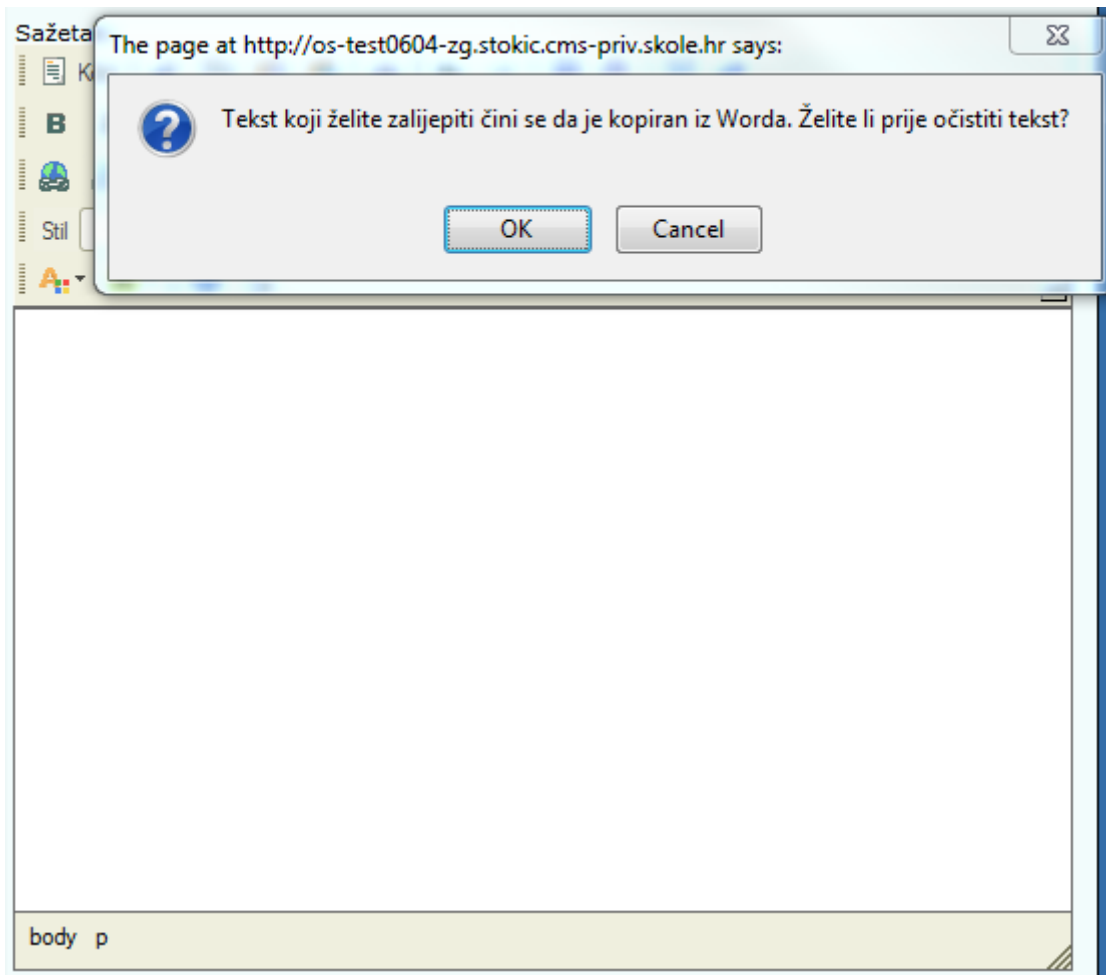 Sažeta
The page at http://os-test0604-zg.stokic.cms-priv.skole.hr says:
Tekst koji želite zalijepiti čini se da je kopiran iz Worda. Želite li prije očistiti tekst?
B
OK Cancel
Stil
body p